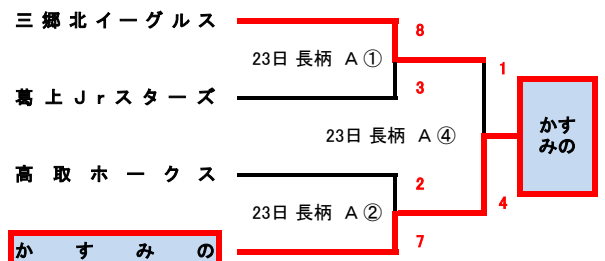 三郷北イーグルス
8
23日 長柄 A①
1
3
葛上Jrスターズ
かす
みの
23日 長柄 A④
高取ホークス
2
4
23日 長柄 A②
7
かすみの